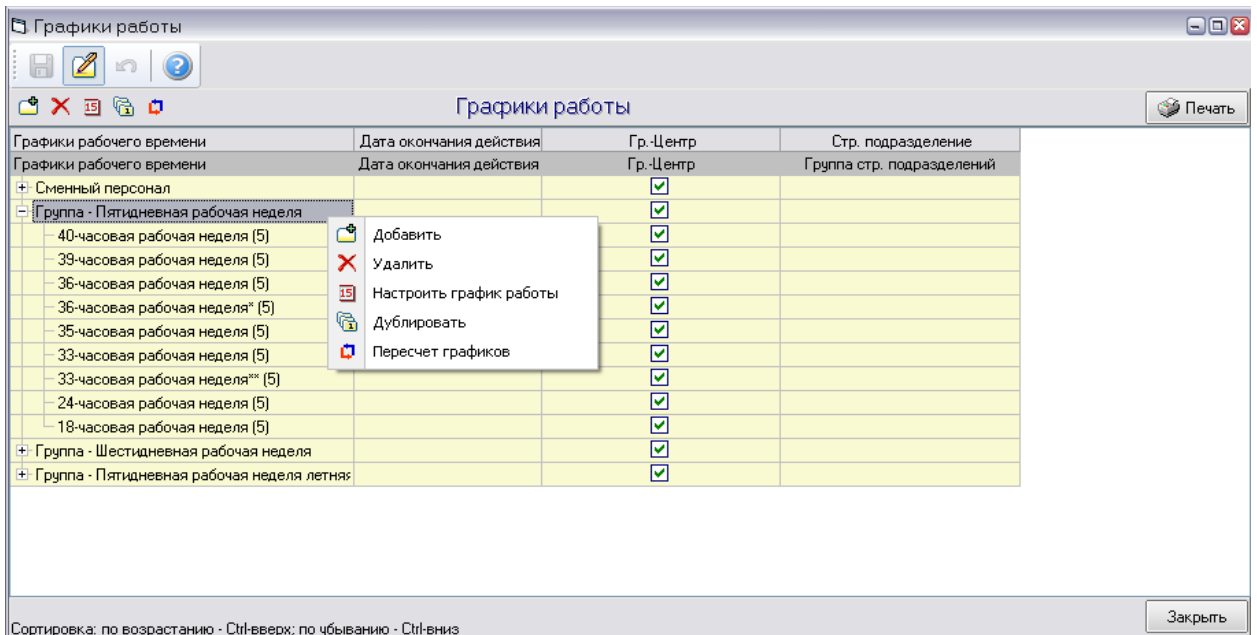 Графики работы
Графики работы
Печать
Графики рабочего времени Дата окончания действия Гр.-Центр Стр. подразделение
Графики рабочего времени Дата окончания действия Гр.-Центр Группа стр. подразделений
Сменный персонал
Группа - Пятидневная рабочая неделя
40-часовая рабочая неделя (5) Добавить
39-часовая рабочая неделя (5) Удалить
36-часовая рабочая неделя (5) 15 Настроить график работы
36-часовая рабочая неделя* (5)
35-часовая рабочая неделя (5) Дублировать
33-часовая рабочая неделя (5) Пересчет графиков
33-часовая рабочая неделя** (5)
24-часовая рабочая неделя (5)
18-часовая рабочая неделя (5)
Группа - Шестидневная рабочая неделя
Группа - Пятидневная рабочая неделя летняя
Закрыть
Сортировка: по возрастанию - Ctrl-вверх; по убыванию - Ctrl-вниз